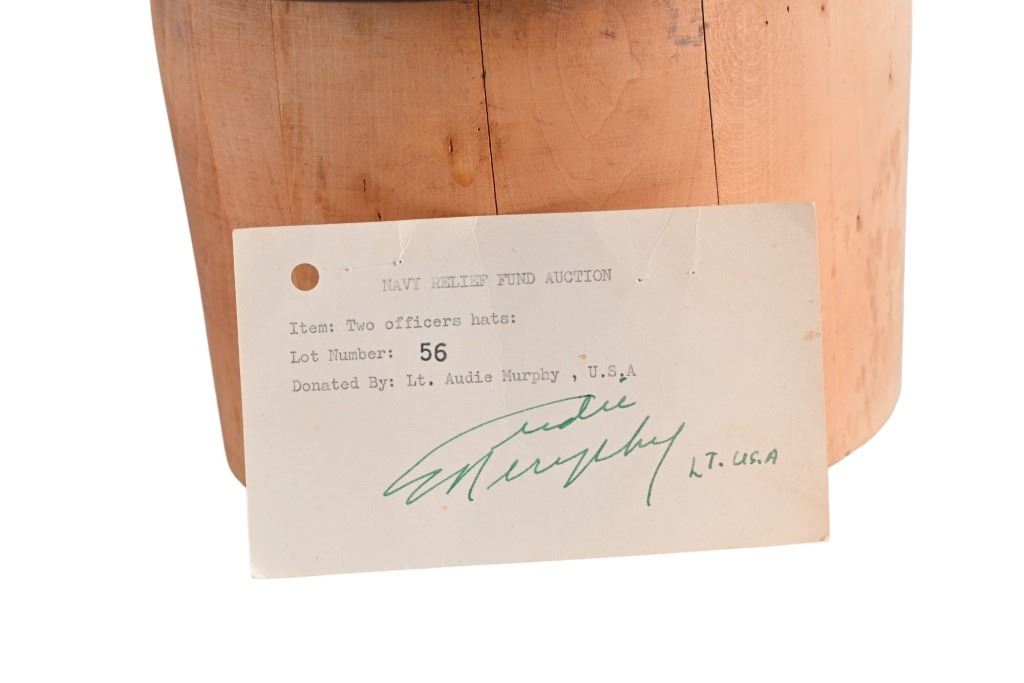 NAVY RELIEF FUND AUCTION
Item: Two officers hats:
Lot Number: 56
Donated By: Lt. Audie Murphy , U.S.A
Audie
Murphy LT. U.S.A